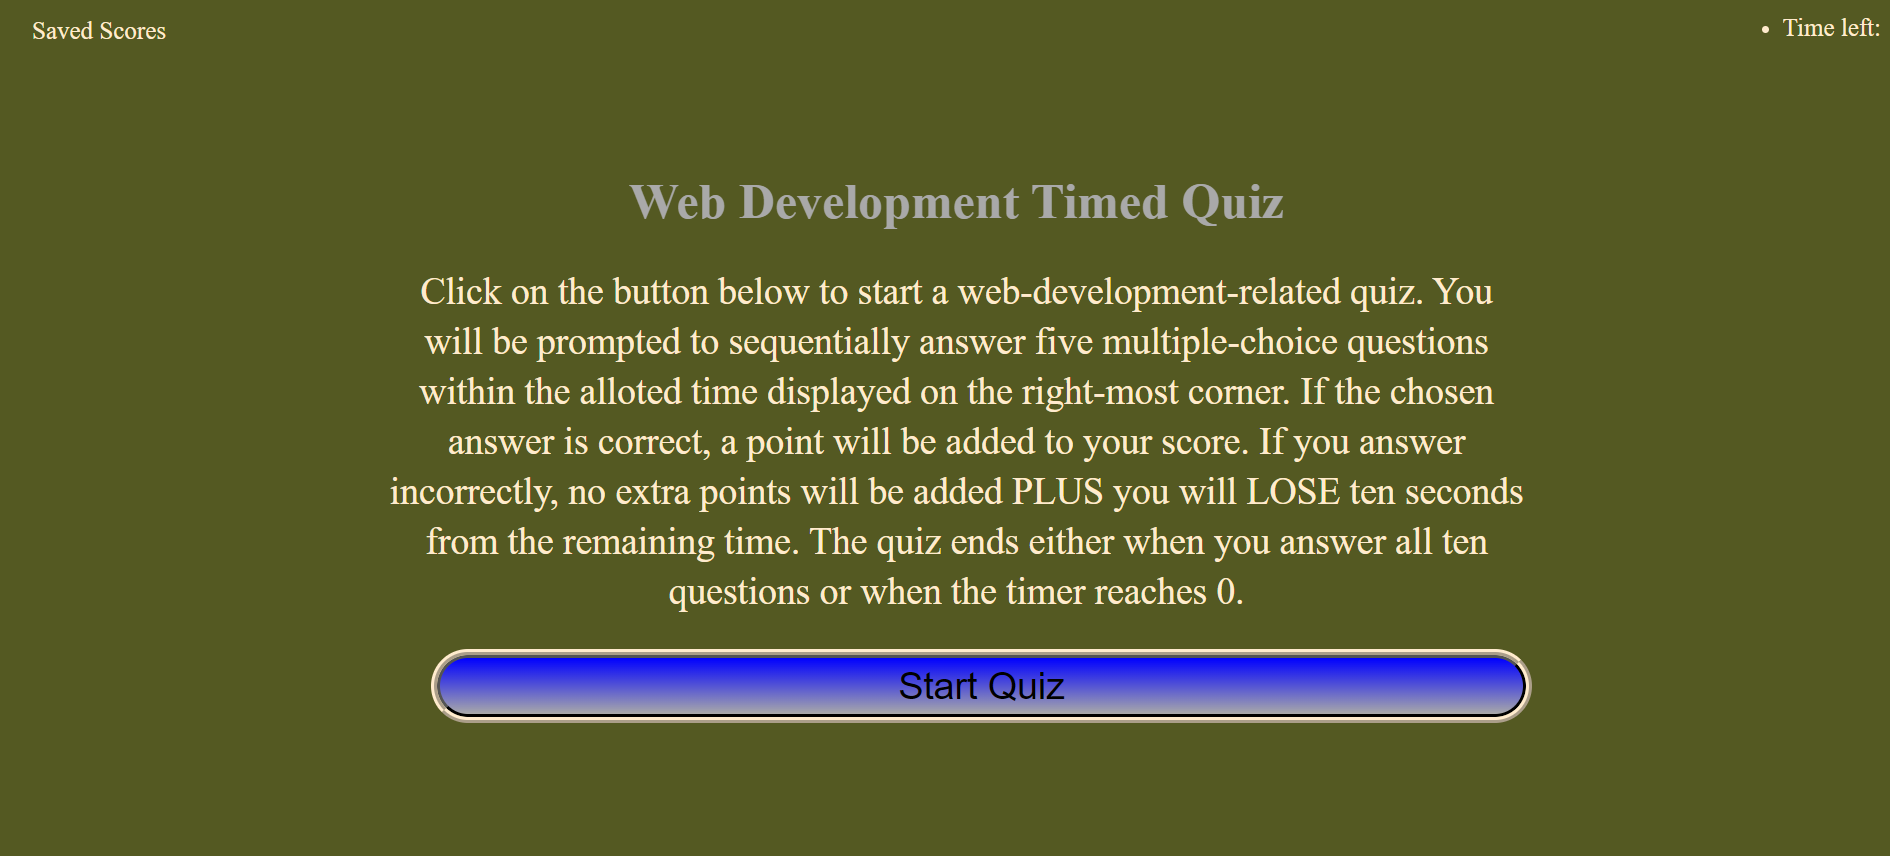 Saved Scores
• Time left:
Web Development Timed Quiz
Click on the button below to start a web-development-related quiz. You
will be prompted to sequentially answer five multiple-choice questions
within the alloted time displayed on the right-most corner. If the chosen
answer is correct, a point will be added to your score. If you answer
incorrectly, no extra points will be added PLUS you will LOSE ten seconds
from the remaining time. The quiz ends either when you answer all ten
questions or when the timer reaches 0.
Start Quiz